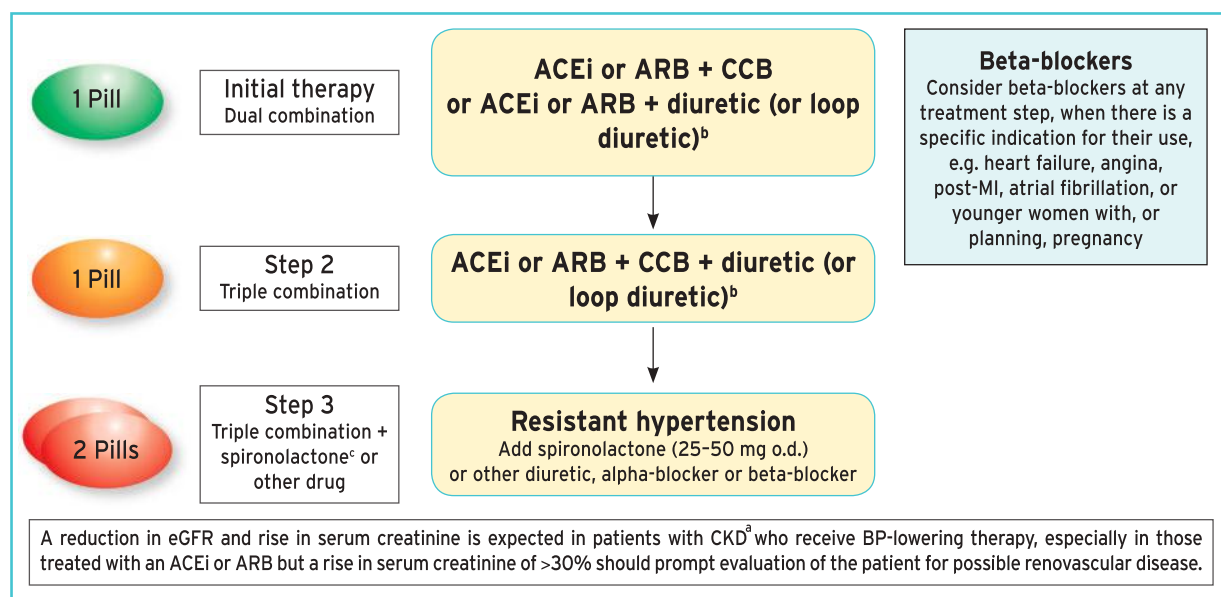 1 Pill
Initial therapy
Dual combination
ACEi or ARB + CCB
or ACEi or ARB + diuretic (or loop
diuretic)ᵇ
Beta-blockers
Consider beta-blockers at any
treatment step, when there is a
specific indication for their use,
e.g. heart failure, angina,
post-MI, atrial fibrillation, or
younger women with, or
planning, pregnancy
1 Pill
Step 2
Triple combination
ACEi or ARB + CCB + diuretic (or
loop diuretic)ᵇ
2 Pills
Step 3
Triple combination +
spironolactoneᶜ or
other drug
Resistant hypertension
Add spironolactone (25–50 mg o.d.)
or other diuretic, alpha-blocker or beta-blocker
A reduction in eGFR and rise in serum creatinine is expected in patients with CKDᵃ who receive BP-lowering therapy, especially in those
treated with an ACEi or ARB but a rise in serum creatinine of >30% should prompt evaluation of the patient for possible renovascular disease.